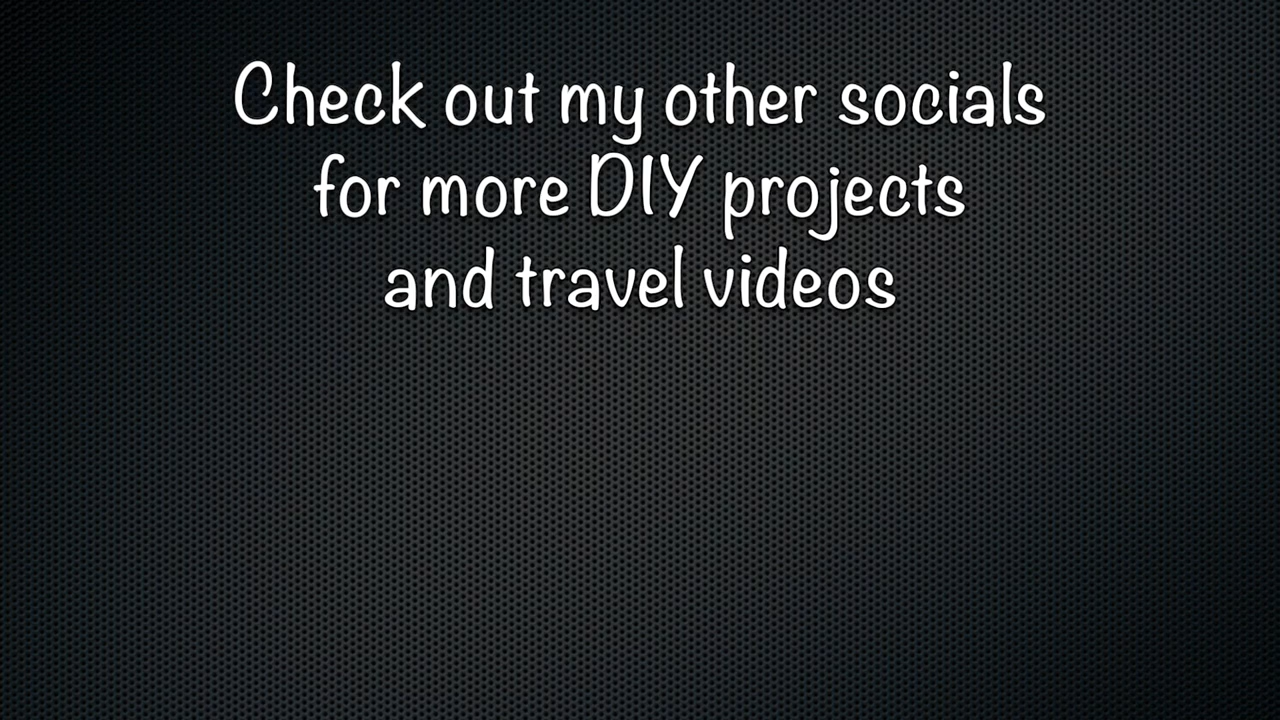 Check out my other socials
for more DIY projects
and travel videos